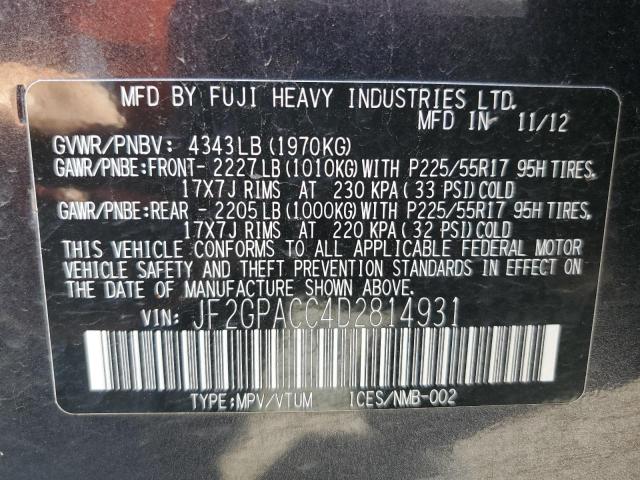 MFD BY FUJI HEAVY INDUSTRIES LTD.
MFD IN 11/12
GVWR/PNBV: 4343LB (1970KG)
GAWR/PNBE:FRONT- 2227LB (1010KG) WITH P225/55R17 95H TIRES,
17X7J RIMS AT 230 KPA (33 PSI) COLD
GAWR/PNBE:REAR - 2205LB (1000KG) WITH P225/55R17 95H TIRES,
17X7J RIMS AT 220 KPA (32 PSI) COLD
THIS VEHICLE CONFORMS TO ALL APPLICABLE FEDERAL MOTOR
VEHICLE SAFETY AND THEFT PREVENTION STANDARDS IN EFFECT ON
THE DATE OF MANUFACTURE SHOWN ABOVE.
VIN: JF2GPACC4D2814931
TYPE:MPV/VTUM ICES/NMB-002